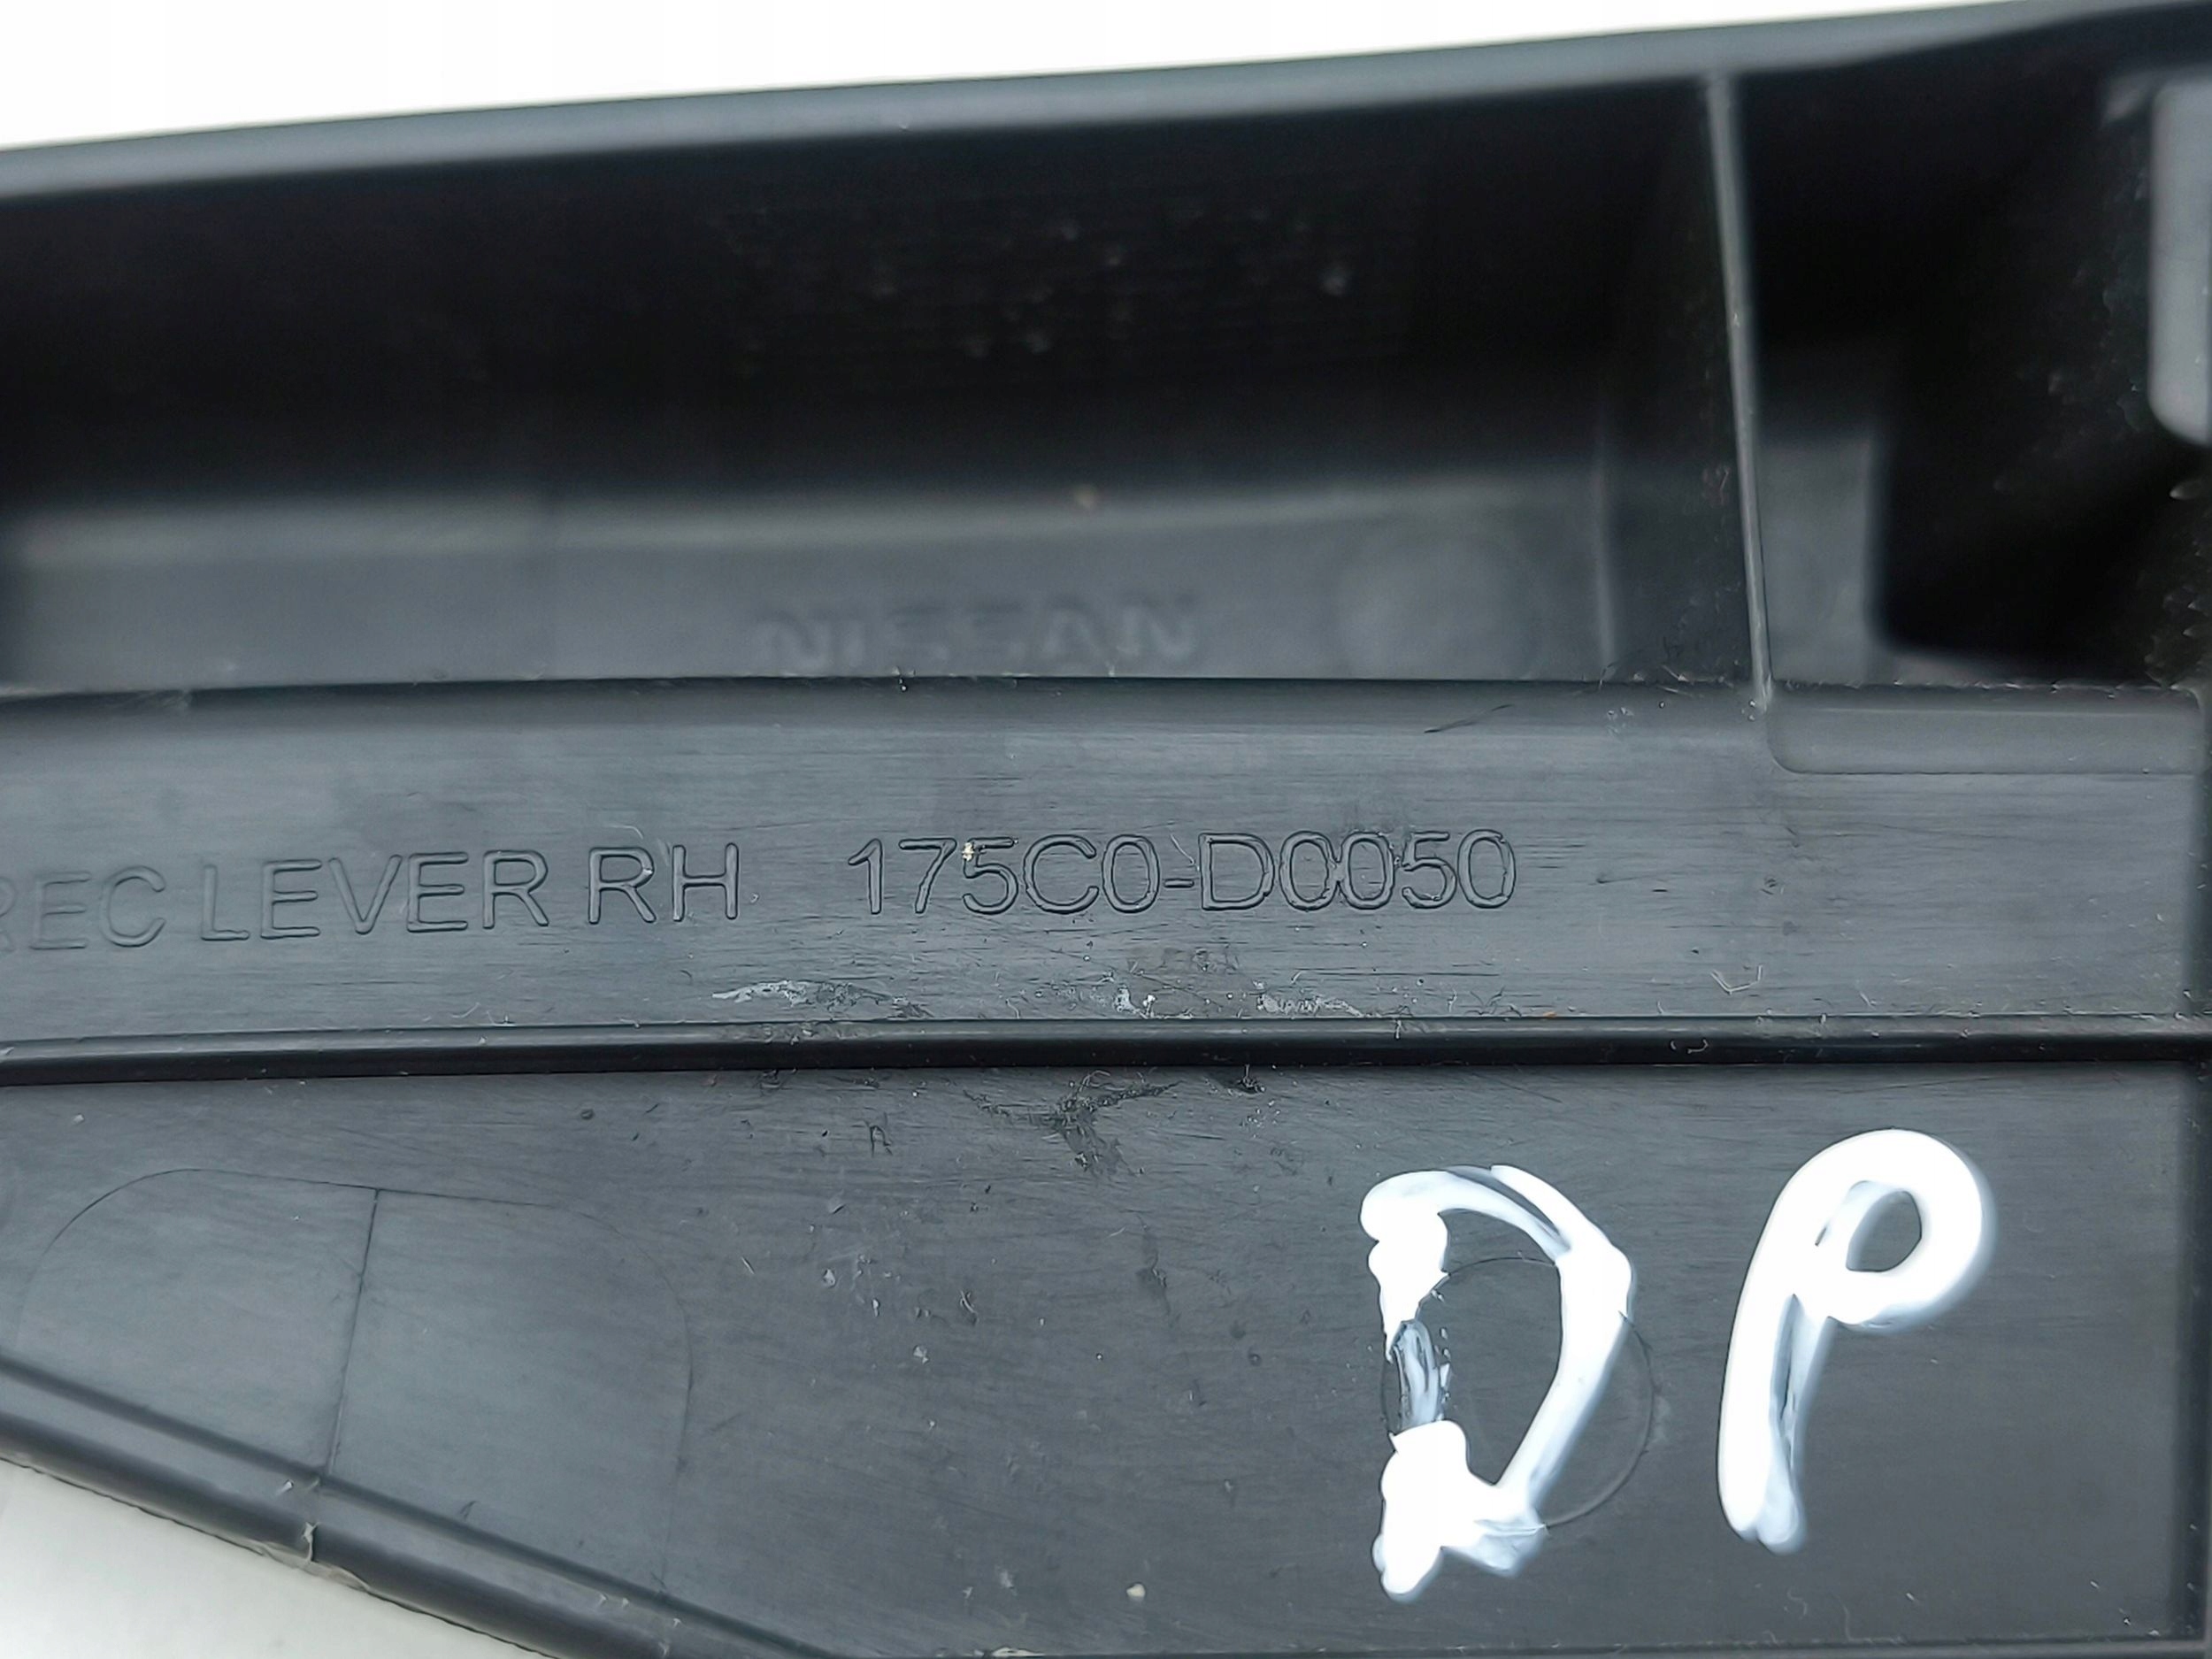 NISSAN
REC LEVER RH 175C0-D0050
DP